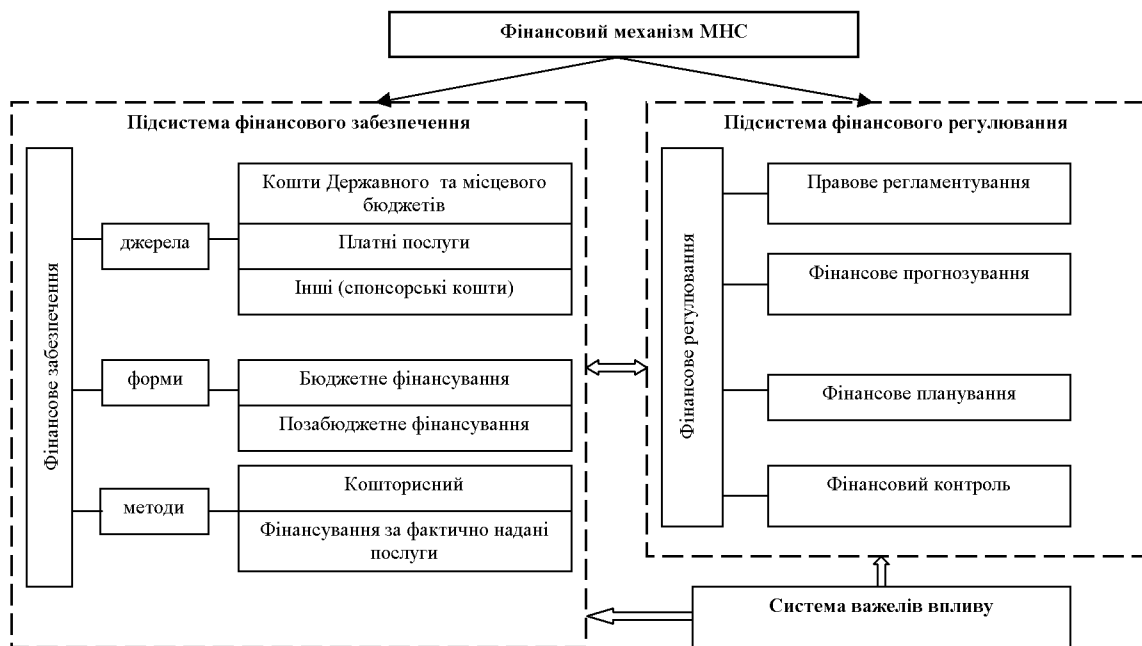 Фінансовий механізм МНС
Підсистема фінансового забезпечення
Фінансове забезпечення
джерела
Кошти Державного та місцевого
бюджетів
Платні послуги
Інші (спонсорські кошти)
форми
Бюджетне фінансування
Позабюджетне фінансування
методи
Кошторисний
Фінансування за фактично надані
послуги
Підсистема фінансового регулювання
Фінансове регулювання
Правове регламентування
Фінансове прогнозування
Фінансове планування
Фінансовий контроль
Система важелів впливу